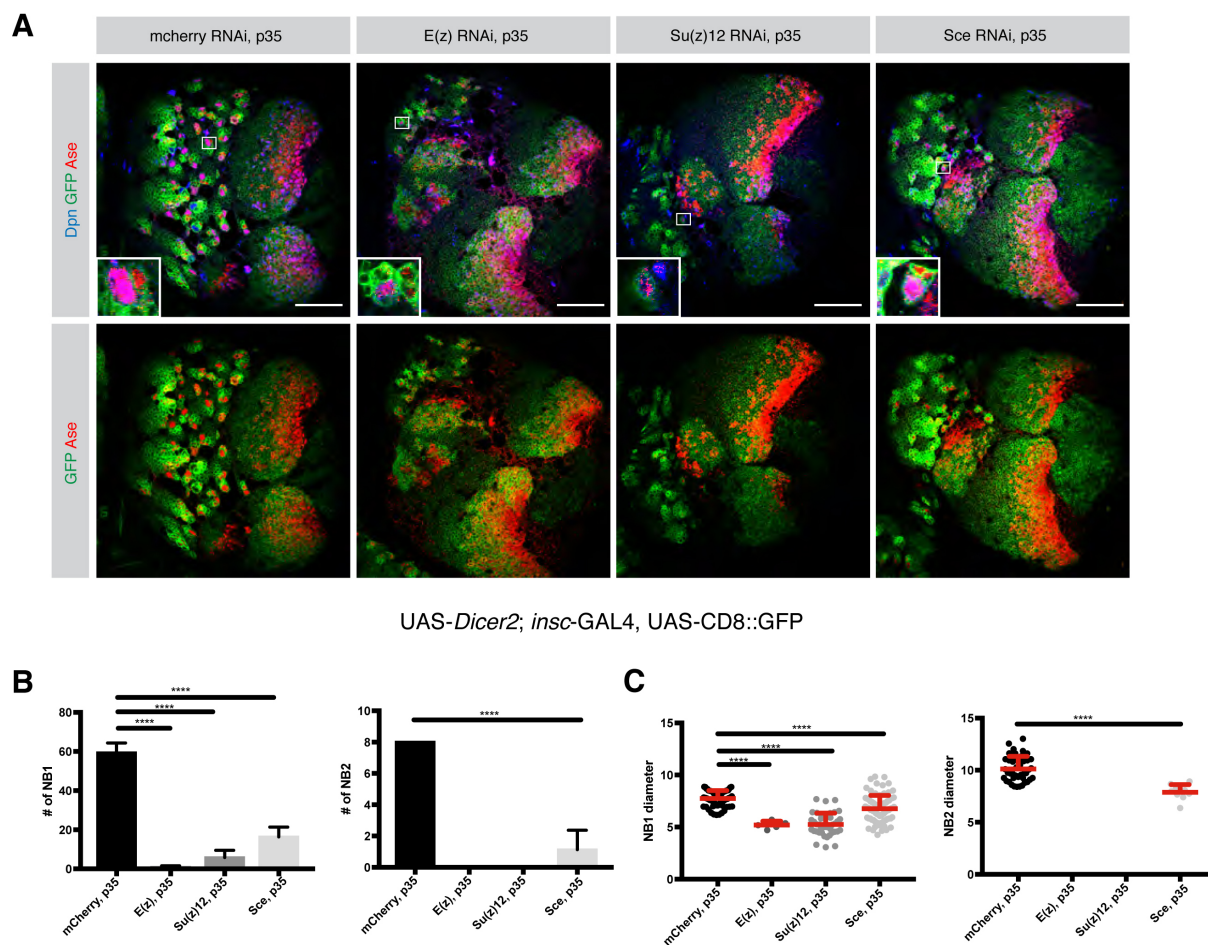 A
mcherry RNAi, p35
E(z) RNAi, p35
Su(z)12 RNAi, p35
Sce RNAi, p35
Dpn GFP Ase
GFP Ase
UAS-Dicer2; insc-GAL4, UAS-CD8::GFP
B
# of NB1
80
60
40
20
0
****
****
****
mCherry, p35
E(z), p35
Su(z)12, p35
Sce, p35
# of NB2
10
8
6
4
2
0
****
mCherry, p35
E(z), p35
Su(z)12, p35
Sce, p35
C
NB1 diameter
15
10
5
0
****
****
****
mCherry, p35
E(z), p35
Su(z)12, p35
Sce, p35
NB2 diameter
15
10
5
0
****
mCherry, p35
E(z), p35
Su(z)12, p35
Sce, p35